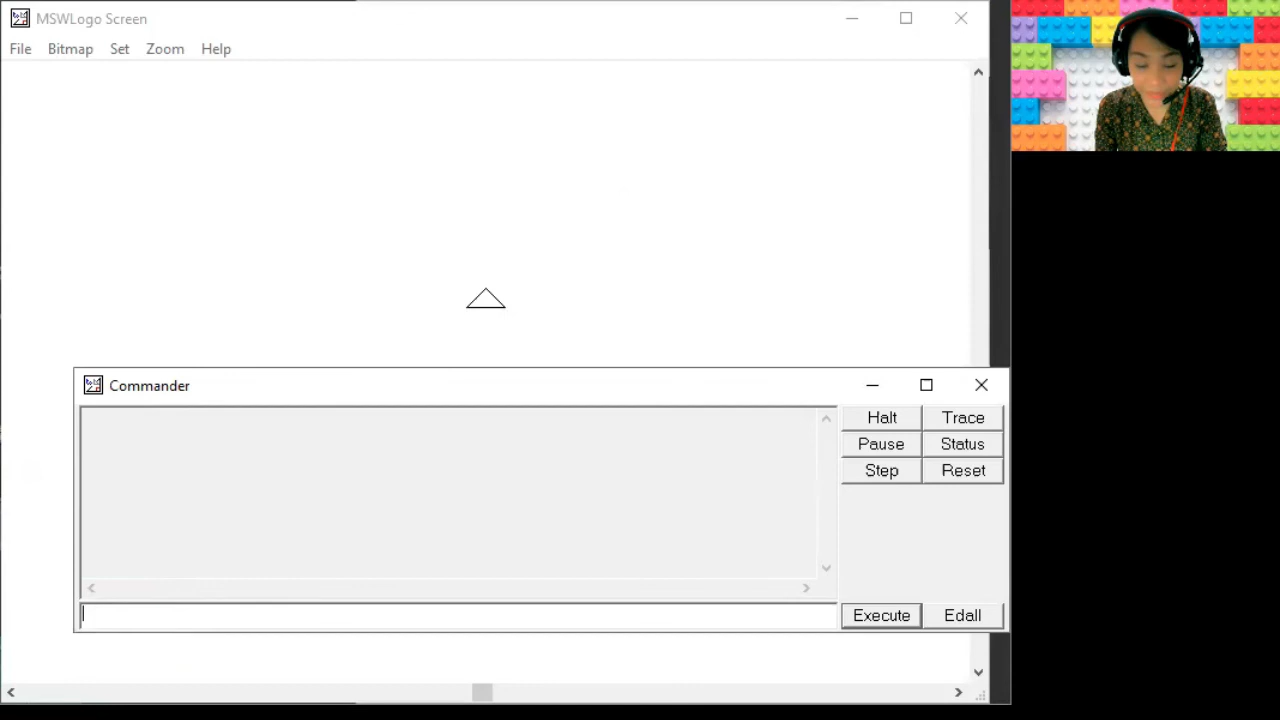 MSWLogo Screen
File Bitmap Set Zoom Help
Commander
Halt Trace
Pause Status
Step Reset
Execute Edall